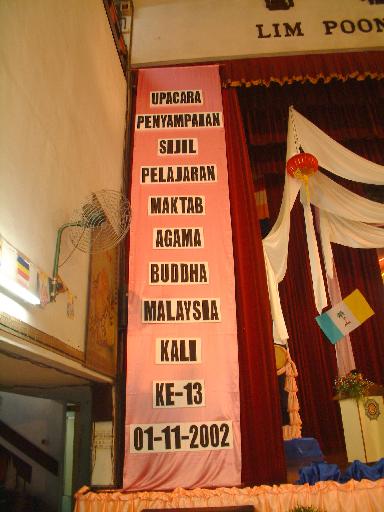 LIM POON
UPACARA
PENYAMPAIAN
SIJIL
PELAJARAN
MAKTAB
AGAMA
BUDDHA
MALAYSIA
KALI
KE-13
01-11-2002